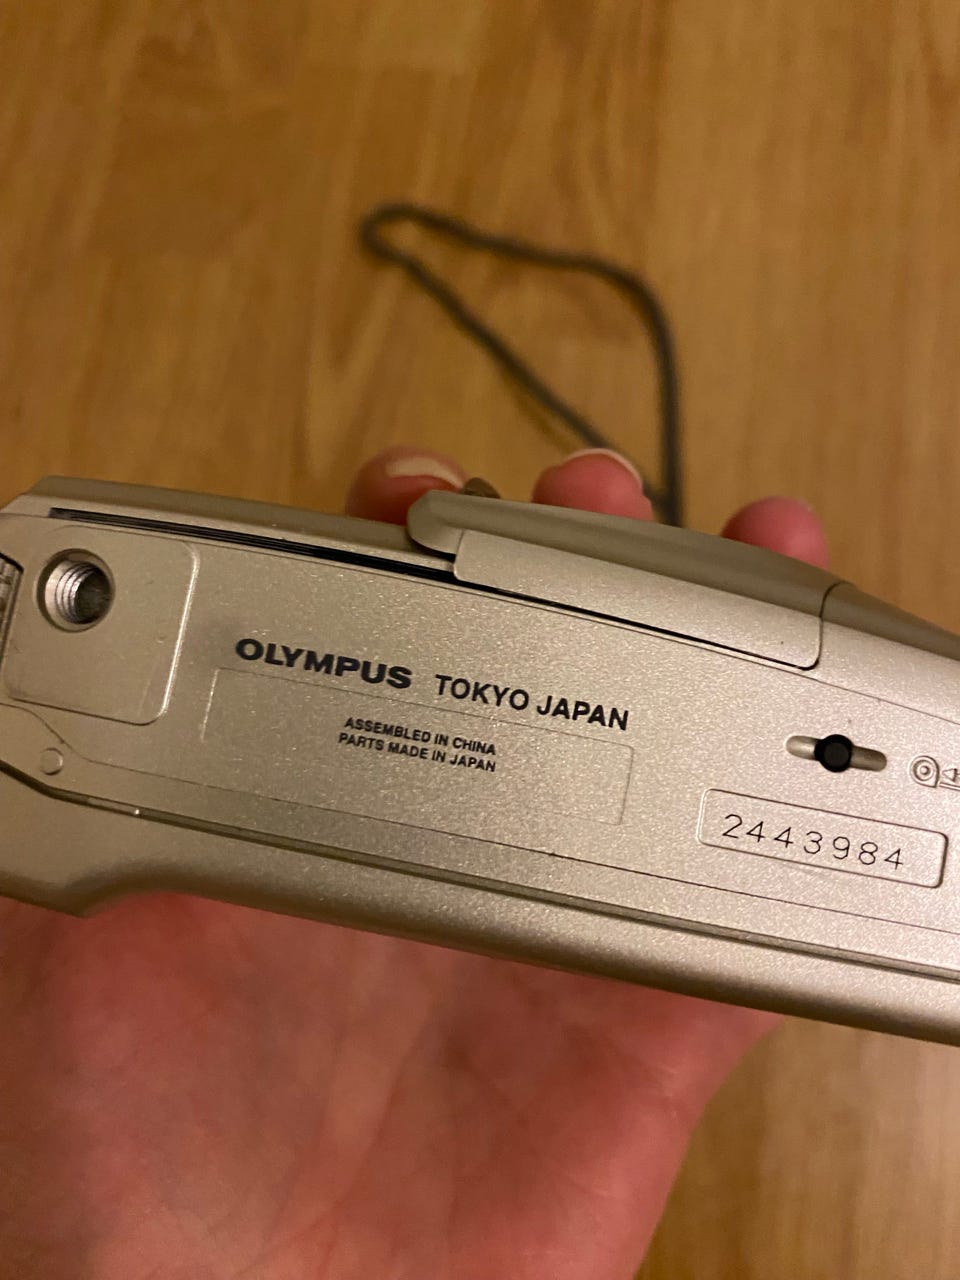 OLYMPUS TOKYO JAPAN
ASSEMBLED IN CHINA
PARTS MADE IN JAPAN
2443984